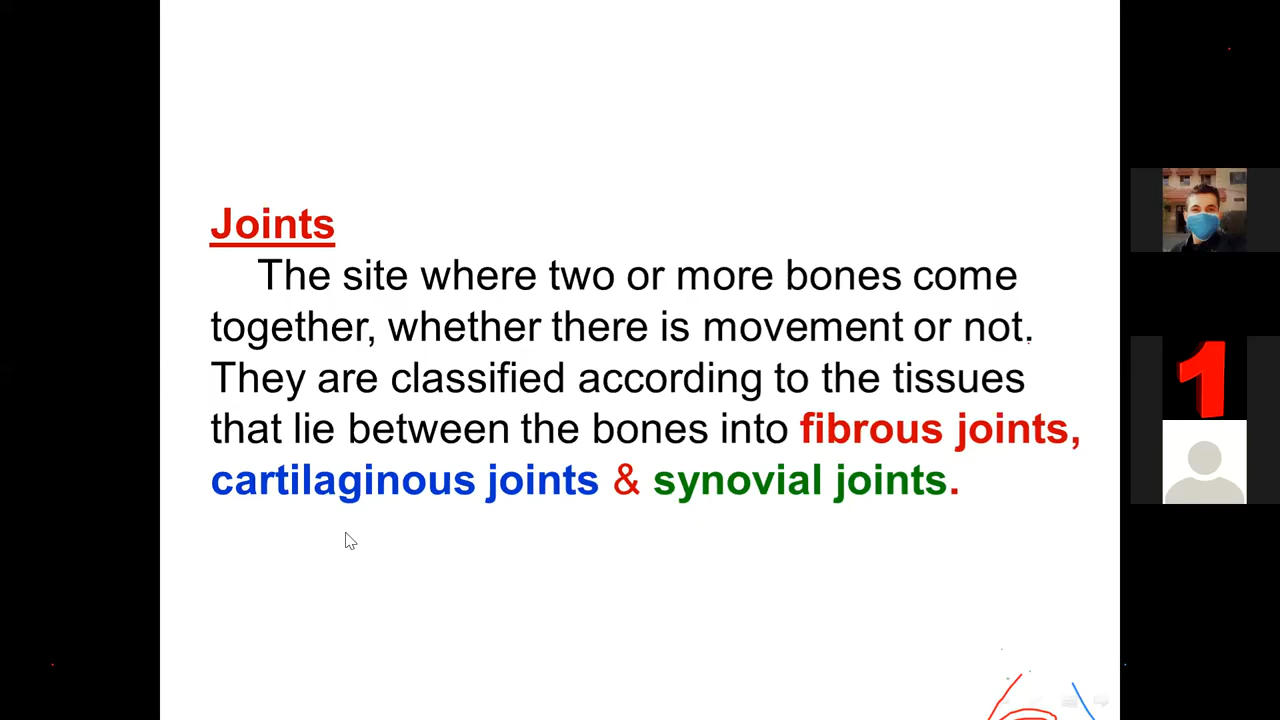 Joints
The site where two or more bones come
together, whether there is movement or not.
They are classified according to the tissues
that lie between the bones into fibrous joints,
cartilaginous joints & synovial joints.
1